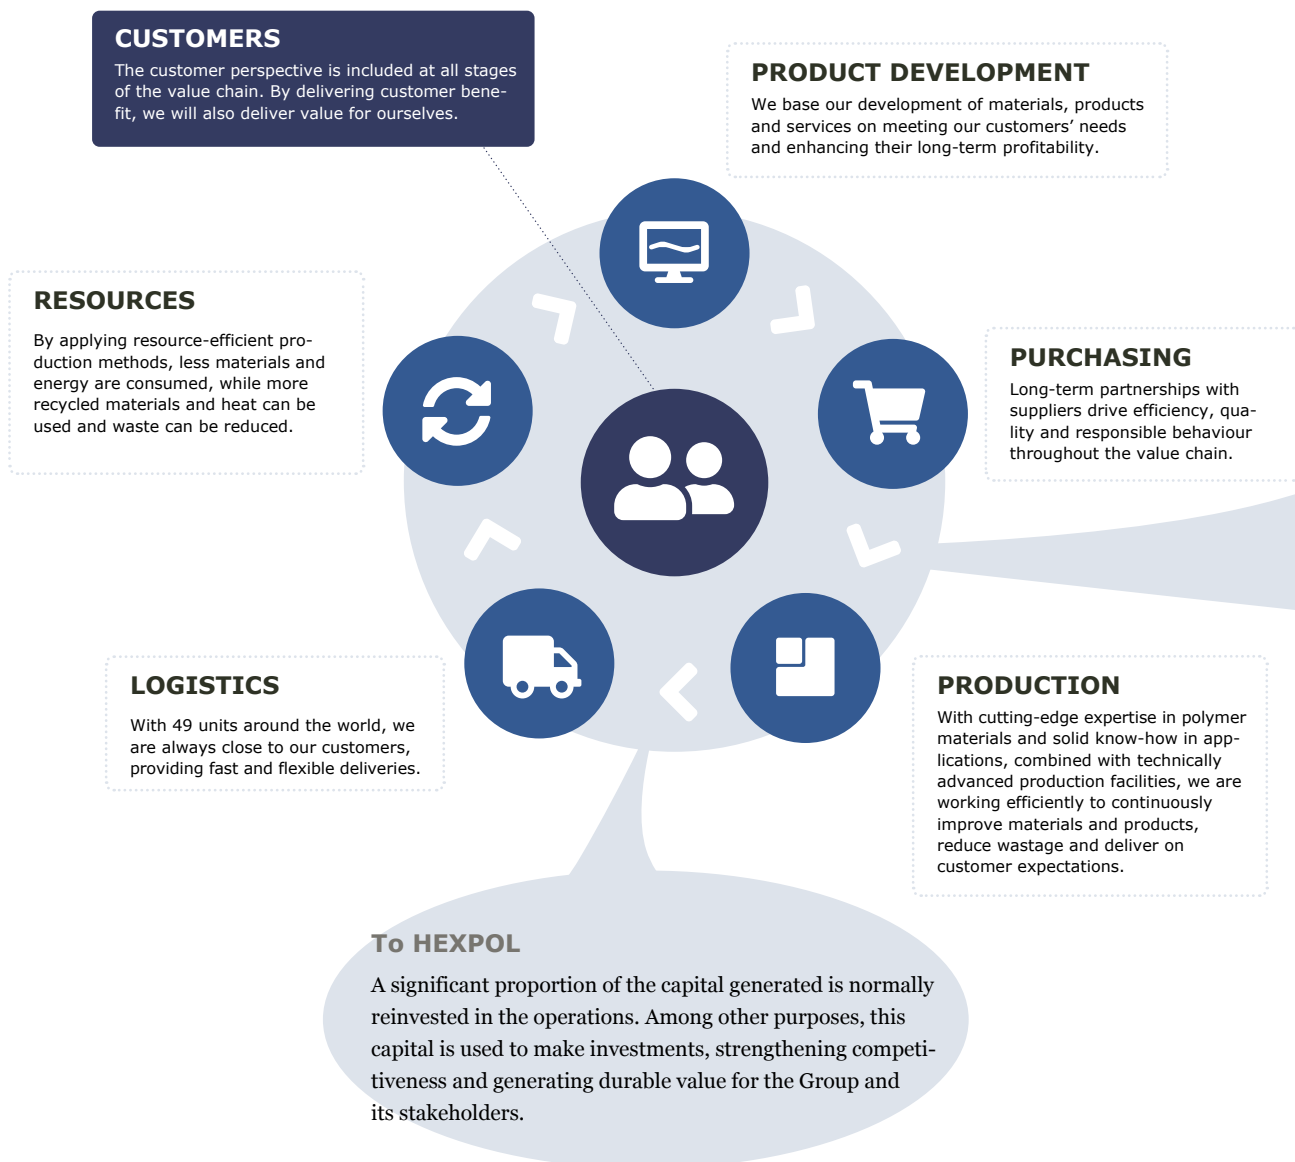 CUSTOMERS
The customer perspective is included at all stages
of the value chain. By delivering customer bene-
fit, we will also deliver value for ourselves.
PRODUCT DEVELOPMENT
We base our development of materials, products
and services on meeting our customers’ needs
and enhancing their long-term profitability.
RESOURCES
By applying resource-efficient pro-
duction methods, less materials and
energy are consumed, while more
recycled materials and heat can be
used and waste can be reduced.
PURCHASING
Long-term partnerships with
suppliers drive efficiency, qua-
lity and responsible behaviour
throughout the value chain.
LOGISTICS
With 49 units around the world, we
are always close to our customers,
providing fast and flexible deliveries.
PRODUCTION
With cutting-edge expertise in polymer
materials and solid know-how in app-
lications, combined with technically
advanced production facilities, we are
working efficiently to continuously
improve materials and products,
reduce wastage and deliver on
customer expectations.
To HEXPOL
A significant proportion of the capital generated is normally
reinvested in the operations. Among other purposes, this
capital is used to make investments, strengthening competi-
tiveness and generating durable value for the Group and
its stakeholders.